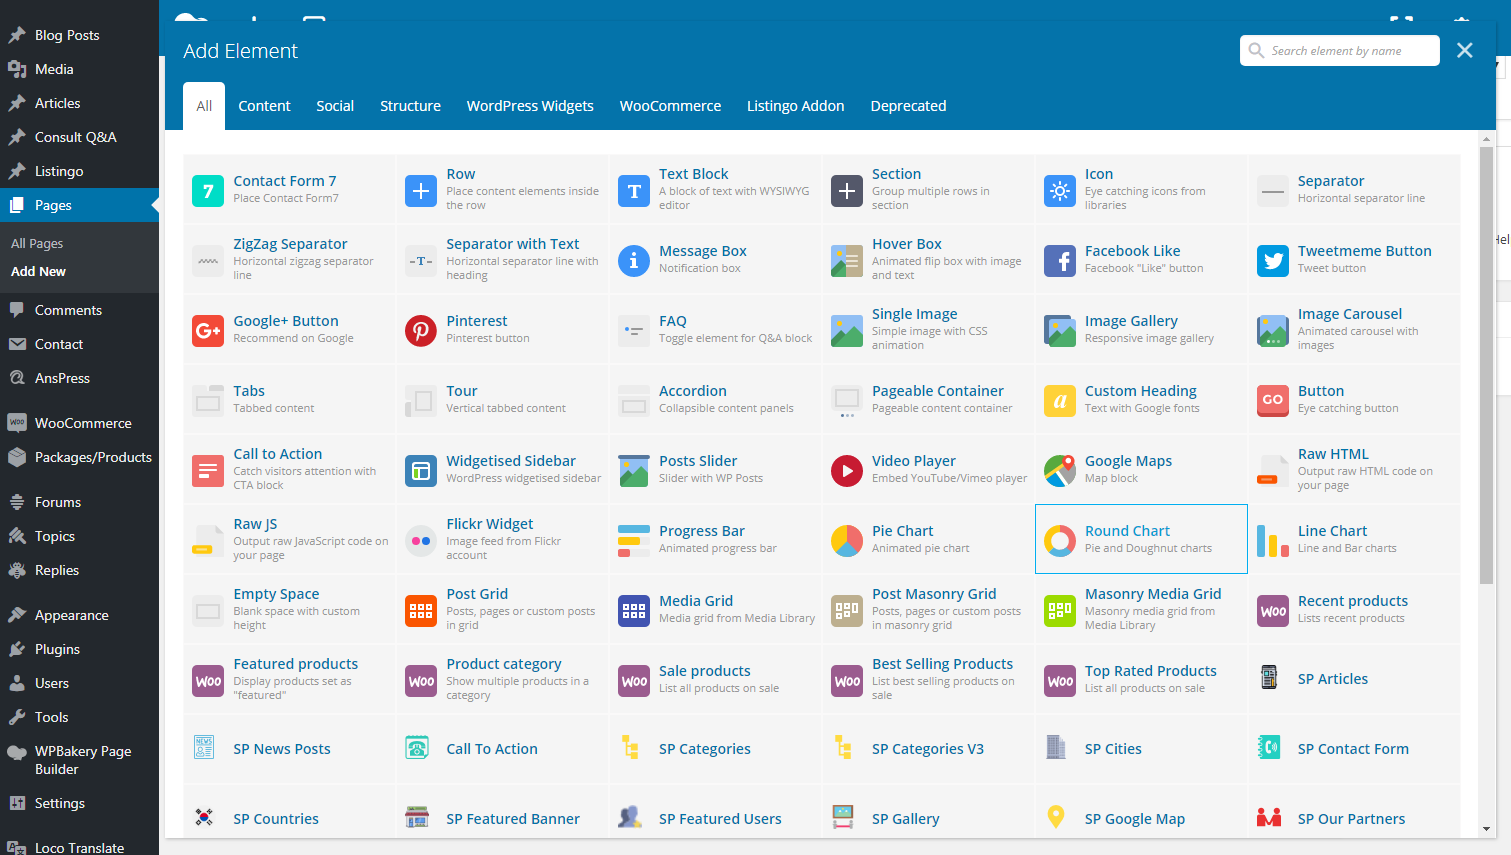 Blog Posts
Media
Articles
Consult Q&A
Listingo
Pages
All Pages
Add New
Comments
Contact
AnsPress
WooCommerce
Packages/Products
Forums
Topics
Replies
Appearance
Plugins
Users
Tools
WPBakery Page
Builder
Settings
Loco Translate
Add Element
Search element by name
All Content Social Structure WordPress Widgets WooCommerce Listingo Addon Deprecated
7
Contact Form 7
Place Contact Form7
Row
Place content elements inside
the row
T
Text Block
A block of text with WYSIWYG
editor
Section
Group multiple rows in
section
Icon
Eye catching icons from
libraries
Separator
Horizontal separator line
ZigZag Separator
Horizontal zigzag separator
line
-T-
Separator with Text
Horizontal separator line with
heading
i
Message Box
Notification box
Hover Box
Animated flip box with image
and text
f
Facebook Like
Facebook "Like" button
Tweetmeme Button
Tweet button
G+
Google+ Button
Recommend on Google
Pinterest
Pinterest button
FAQ
Toggle element for Q&A block
Single Image
Simple image with CSS
animation
Image Gallery
Responsive image gallery
Image Carousel
Animated carousel with
images
Tabs
Tabbed content
Tour
Vertical tabbed content
Accordion
Collapsible content panels
Pageable Container
Pageable content container
a
Custom Heading
Text with Google fonts
GO
Button
Eye catching button
Call to Action
Catch visitors attention with
CTA block
Widgetised Sidebar
WordPress widgetised sidebar
Posts Slider
Slider with WP Posts
Video Player
Embed YouTube/Vimeo player
Google Maps
Map block
Raw HTML
Output raw HTML code on
your page
Raw JS
Output raw JavaScript code on
your page
Flickr Widget
Image feed from Flickr
account
Progress Bar
Animated progress bar
Pie Chart
Animated pie chart
Round Chart
Pie and Doughnut charts
Line Chart
Line and Bar charts
Empty Space
Blank space with custom
height
Post Grid
Posts, pages or custom posts
in grid
Media Grid
Media grid from Media Library
Post Masonry Grid
Posts, pages or custom posts
in masonry grid
Masonry Media Grid
Masonry media grid from
Media Library
Woo
Recent products
Lists recent products
Woo
Featured products
Display products set as
"featured"
Woo
Product category
Show multiple products in a
category
Woo
Sale products
List all products on sale
Woo
Best Selling Products
List best selling products on
sale
Woo
Top Rated Products
List all products on sale
SP Articles
NEWS
SP News Posts
Call To Action
SP Categories
SP Categories V3
SP Cities
SP Contact Form
SP Countries
SP Featured Banner
SP Featured Users
SP Gallery
SP Google Map
SP Our Partners